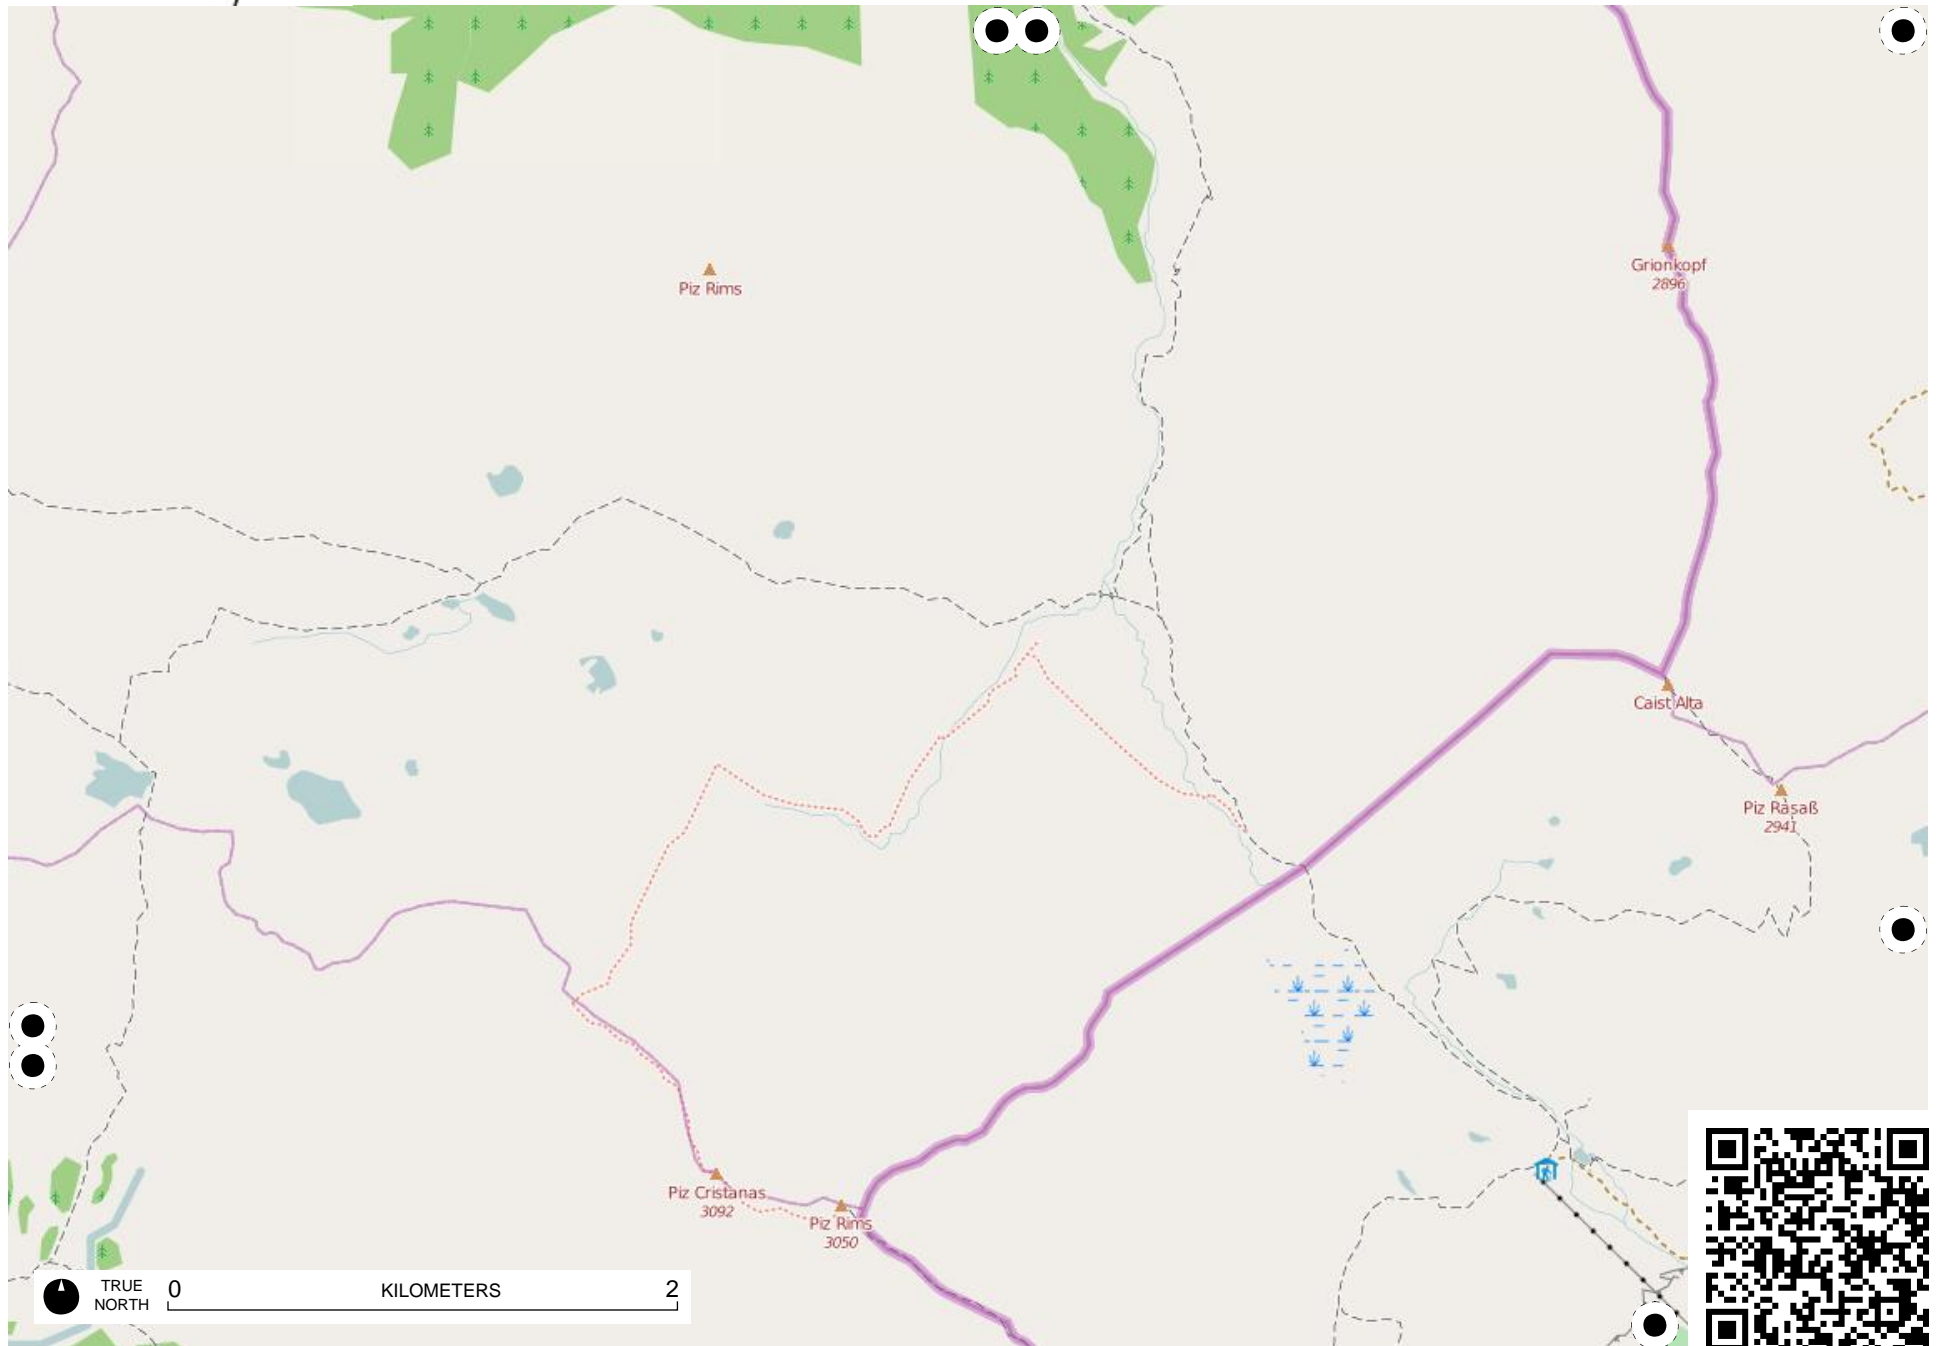 Grionkopf
2896
Piz Rims
Caist Alta
Piz Rasaß
2941
Piz Cristanas
3092
Piz Rims
3050
TRUE
NORTH
0
KILOMETERS
2